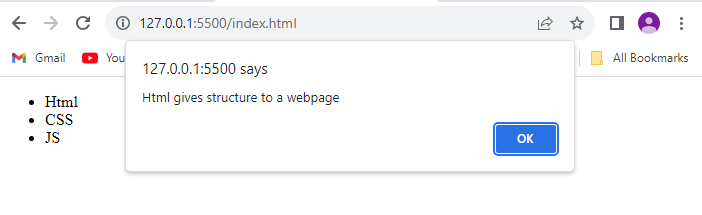 127.0.0.1:5500/index.html
Gmail
You
All Bookmarks
127.0.0.1:5500 says
Html gives structure to a webpage
OK
Html
CSS
JS